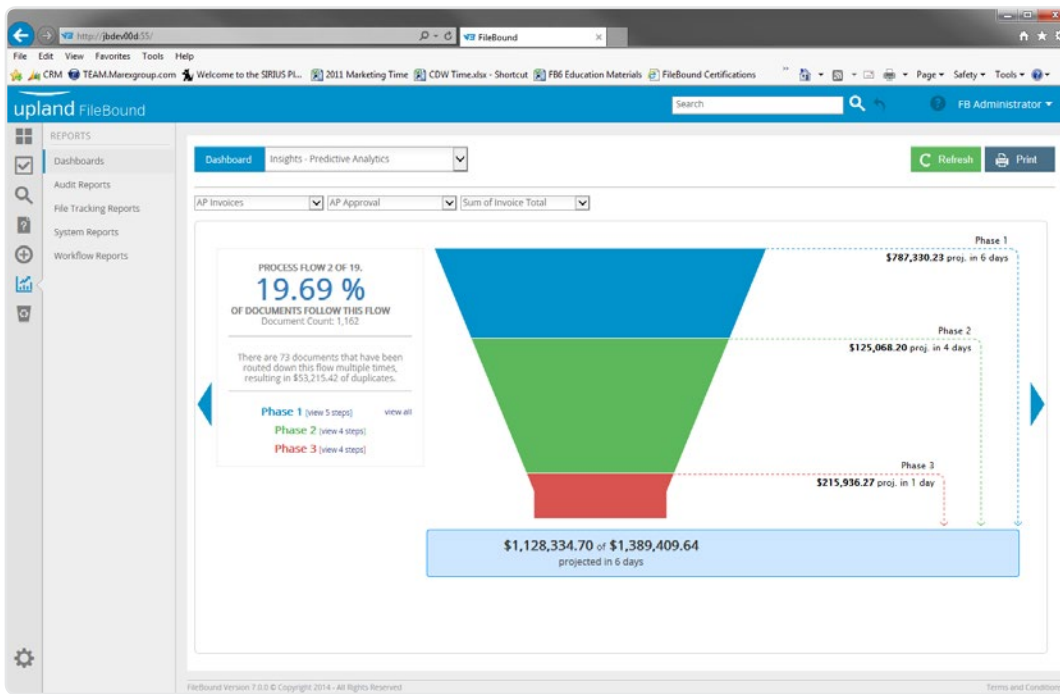 http://jbdev00d:55/
FileBound
File Edit View Favorites Tools Help
CRM TEAM.Marexgroup.com Welcome to the SIRIUS Pl... 2011 Marketing Time CDW Time.xlsx - Shortcut FB6 Education Materials FileBound Certifications Page Safety Tools
upland FileBound
Search
FB Administrator
REPORTS
Dashboards
Audit Reports
File Tracking Reports
System Reports
Workflow Reports
Dashboard Insights - Predictive Analytics
Refresh Print
AP Invoices AP Approval Sum of Invoice Total
PROCESS FLOW 2 OF 19.
19.69 %
OF DOCUMENTS FOLLOW THIS FLOW
Document Count: 1,162
There are 73 documents that have been
routed down this flow multiple times,
resulting in $53,215.42 of duplicates.
Phase 1 [view 5 steps] view all
Phase 2 [view 4 steps]
Phase 3 [view 4 steps]
Phase 1
$787,330.23 proj. in 6 days
Phase 2
$125,068.20 proj. in 4 days
Phase 3
$215,936.27 proj. in 1 day
$1,128,334.70 of $1,389,409.64
projected in 6 days
FileBound Version 7.0.0 © Copyright 2014 - All Rights Reserved
Terms and Conditions